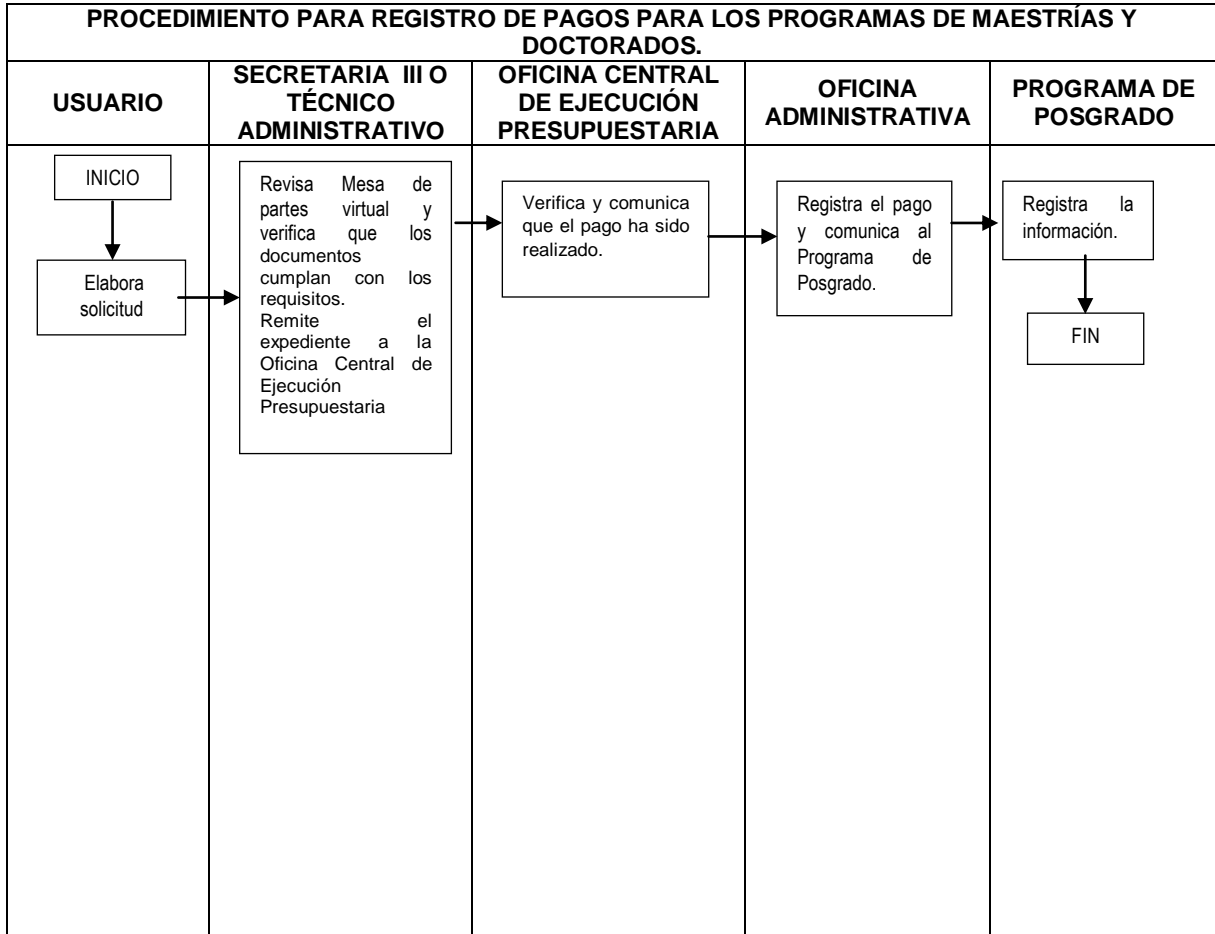 PROCEDIMIENTO PARA REGISTRO DE PAGOS PARA LOS PROGRAMAS DE MAESTRÍAS Y
DOCTORADOS.
USUARIO
SECRETARIA III O
TÉCNICO
ADMINISTRATIVO
OFICINA CENTRAL
DE EJECUCIÓN
PRESUPUESTARIA
OFICINA
ADMINISTRATIVA
PROGRAMA DE
POSGRADO
INICIO
Elabora
solicitud
Revisa Mesa de
partes virtual y
verifica que los
documentos
cumplan con los
requisitos.
Remite el
expediente a la
Oficina Central de
Ejecución
Presupuestaria
Verifica y comunica
que el pago ha sido
realizado.
Registra el pago
y comunica al
Programa de
Posgrado.
Registra la
información.
FIN